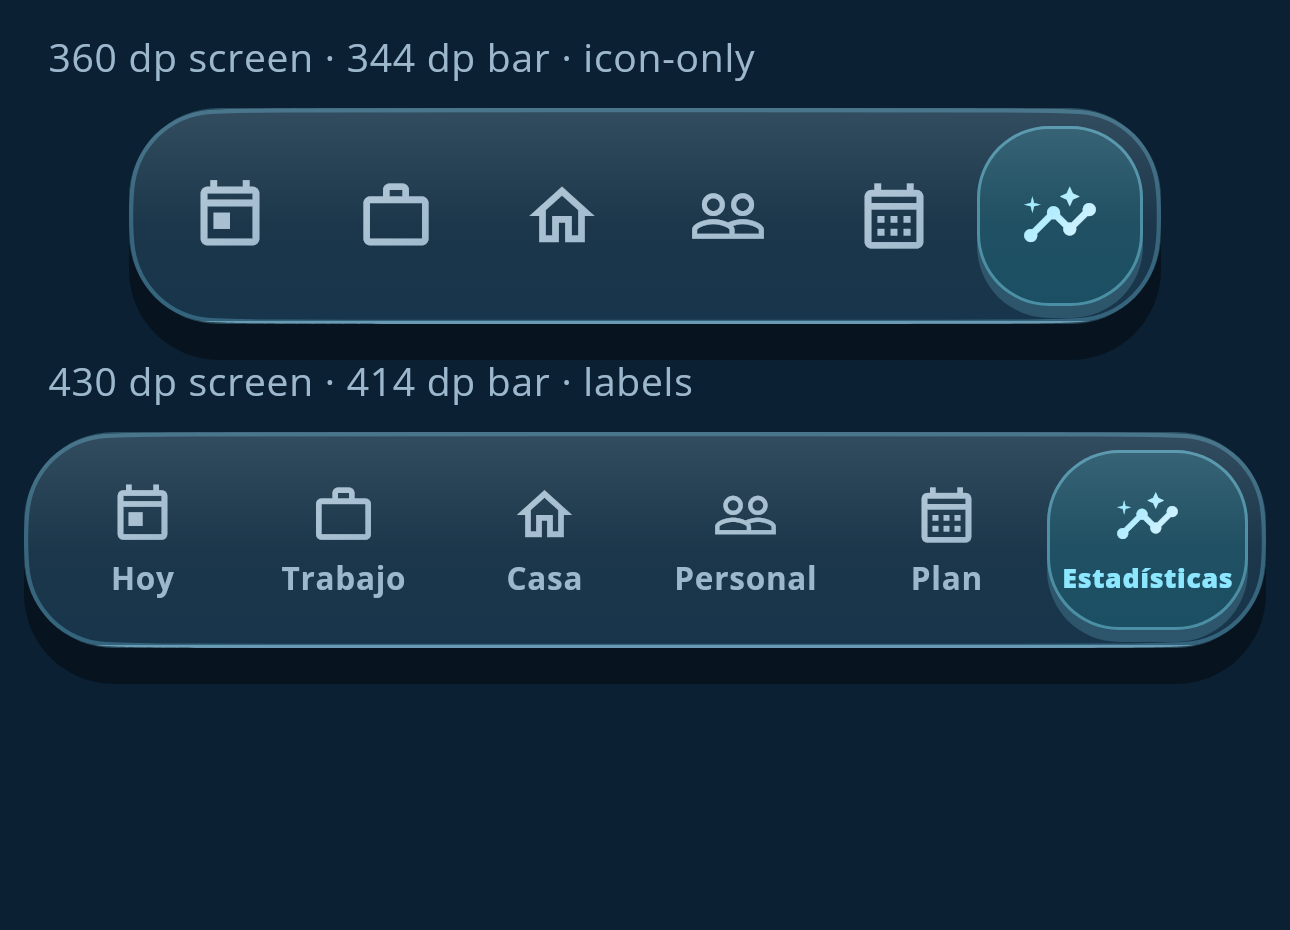 360 dp screen · 344 dp bar · icon-only
430 dp screen · 414 dp bar · labels
Hoy Trabajo Casa Personal Plan Estadísticas